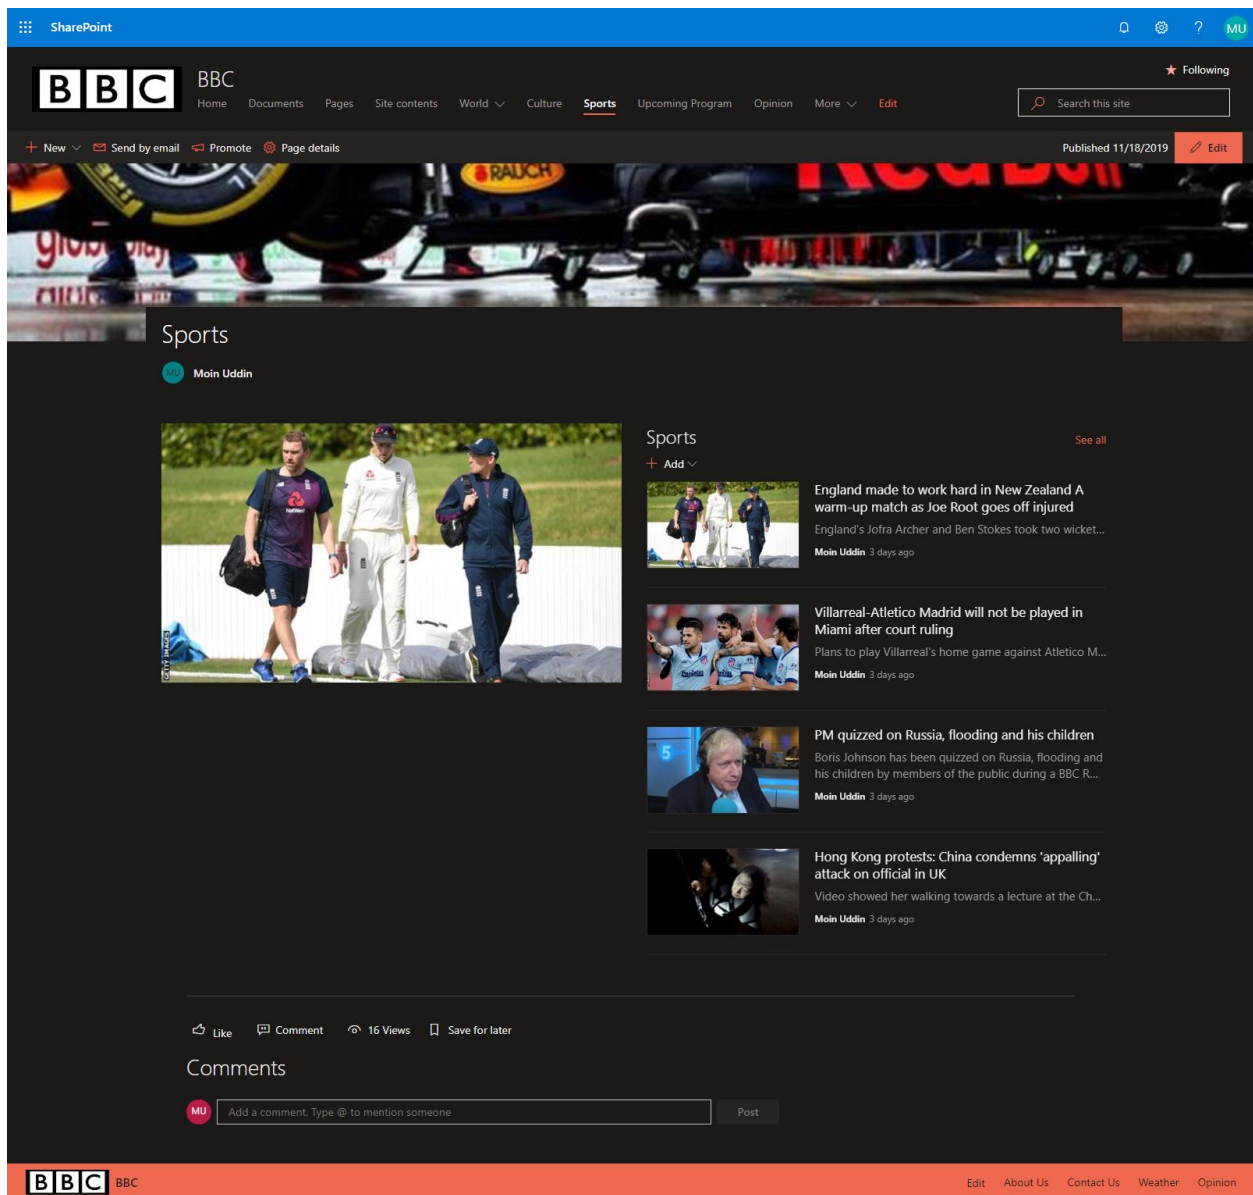 SharePoint
MU
BBC
BBC
Following
Home Documents Pages Site contents World Culture Sports Upcoming Program Opinion More Edit
Search this site
New Send by email Promote Page details
Published 11/18/2019 Edit
RAUCH
Red Bull
Sports
MU Moin Uddin
NatWest
GETTY IMAGES
Sports
See all
Add
England made to work hard in New Zealand A
warm-up match as Joe Root goes off injured
England's Jofra Archer and Ben Stokes took two wicket...
Moin Uddin 3 days ago
Villarreal-Atletico Madrid will not be played in
Miami after court ruling
Plans to play Villarreal's home game against Atletico M...
Moin Uddin 3 days ago
5
PM quizzed on Russia, flooding and his children
Boris Johnson has been quizzed on Russia, flooding and
his children by members of the public during a BBC R...
Moin Uddin 3 days ago
Hong Kong protests: China condemns 'appalling'
attack on official in UK
Video showed her walking towards a lecture at the Ch...
Moin Uddin 3 days ago
Like Comment 16 Views Save for later
Comments
MU Add a comment. Type @ to mention someone Post
BBC BBC
Edit About Us Contact Us Weather Opinion